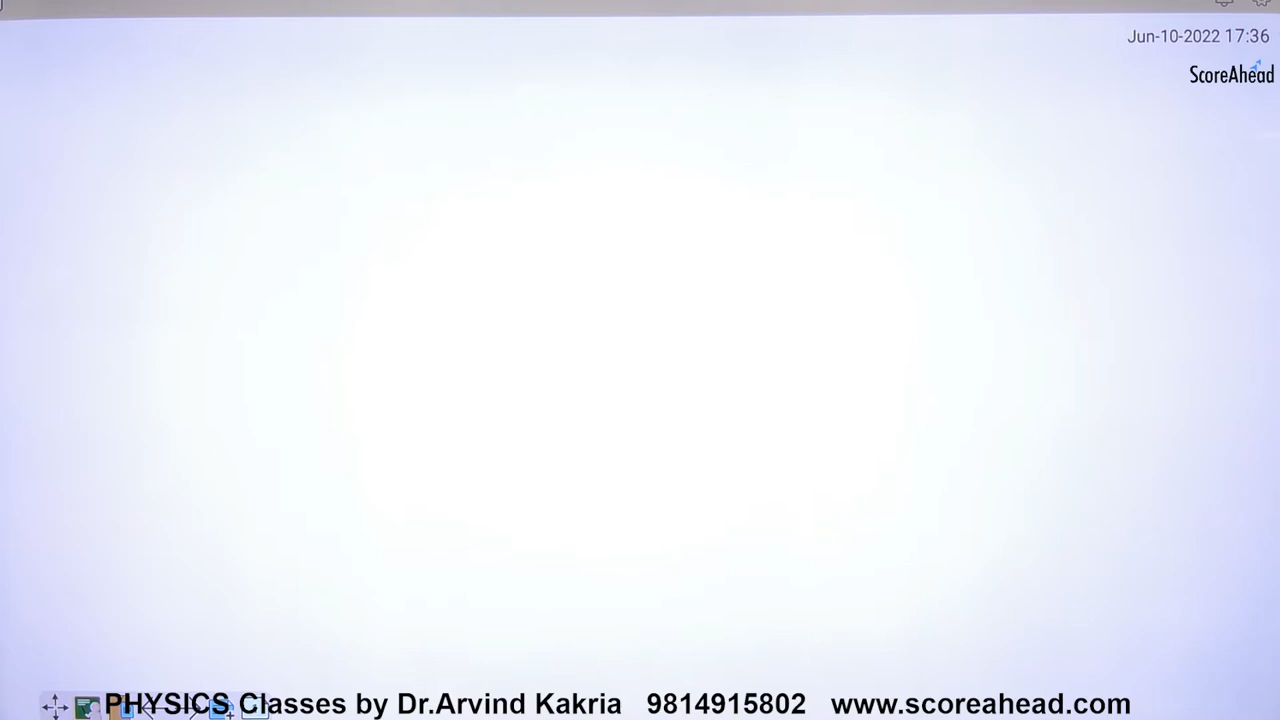 Jun-10-2022 17:36
ScoreAhead
PHYSICS Classes by Dr.Arvind Kakria 9814915802 www.scoreahead.com